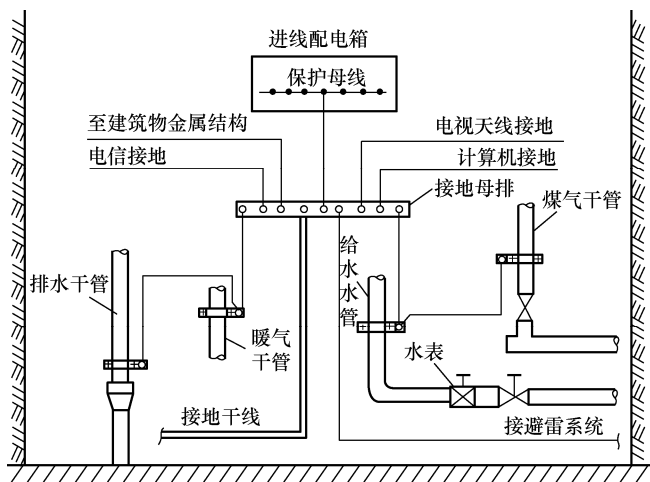 进线配电箱
保护母线
至建筑物金属结构
电信接地
电视天线接地
计算机接地
接地母排
煤气干管
给水水管
排水干管
暖气
干管
水表
接地干线
接避雷系统